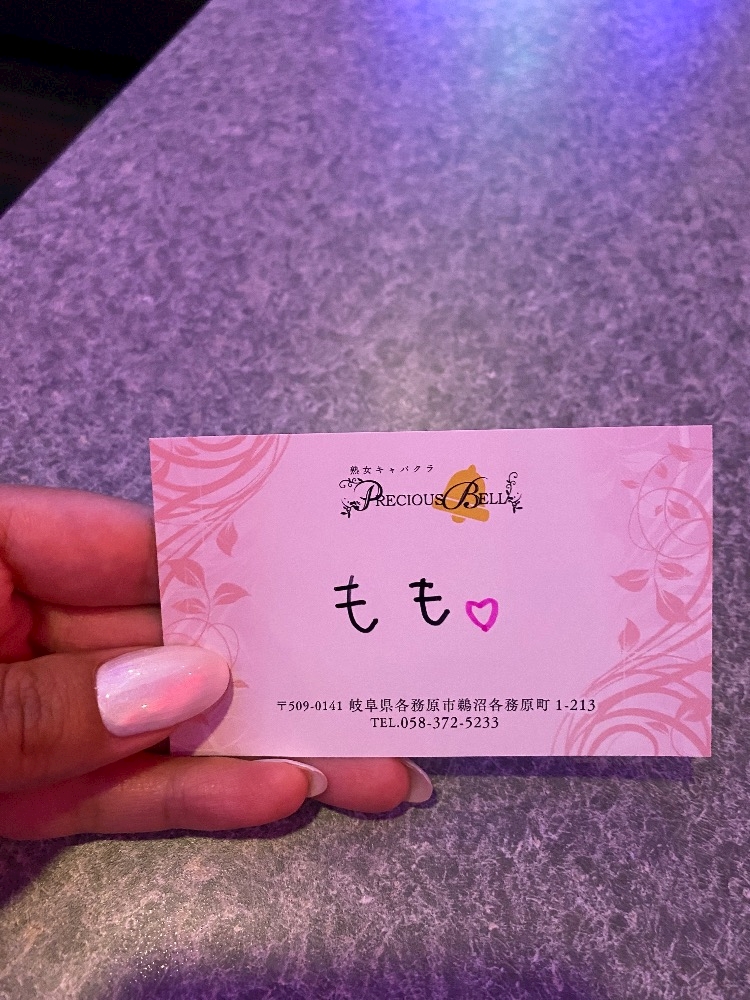 熟女キャバクラ
PRECIOUS BELL
もも♡
〒509-0141 岐阜県各務原市鵜沼各務原町 1-213
TEL.058-372-5233